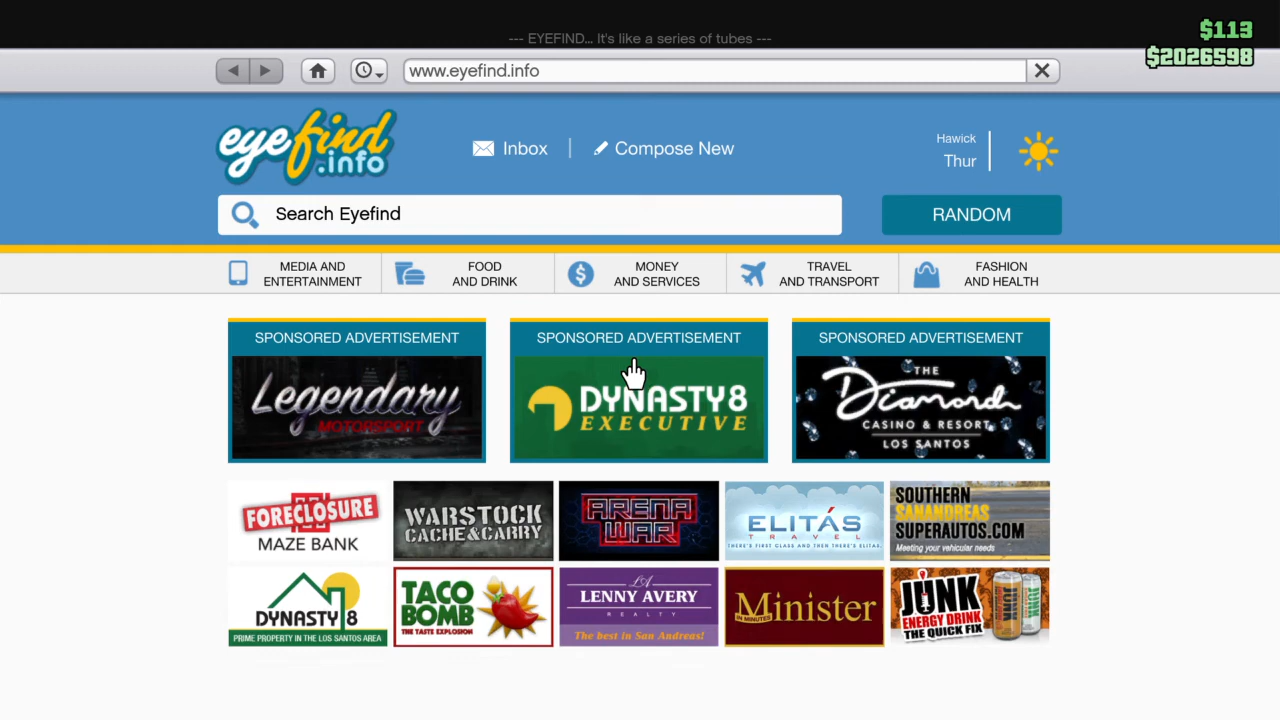 --- EYEFIND... It's like a series of tubes ---
$113
$2026598
www.eyefind.info
eyefind
.info
Inbox
Compose New
Hawick
Thur
Search Eyefind
RANDOM
MEDIA AND
ENTERTAINMENT
FOOD
AND DRINK
MONEY
AND SERVICES
TRAVEL
AND TRANSPORT
FASHION
AND HEALTH
SPONSORED ADVERTISEMENT
Legendary
MOTORSPORT
SPONSORED ADVERTISEMENT
DYNASTY8
EXECUTIVE
SPONSORED ADVERTISEMENT
THE
Diamond
CASINO & RESORT
LOS SANTOS
FORECLOSURE
MAZE BANK
WARSTOCK
CACHE&CARRY
ARENA
WAR
ELITÁS
TRAVEL
THERE'S FIRST CLASS AND THEN THERE'S ELITAS
SOUTHERN
SANANDREAS
SUPERAUTOS.COM
Meeting your vehicular needs
DYNASTY 8
PRIME PROPERTY IN THE LOS SANTOS AREA
TACO
BOMB
THE TASTE EXPLOSION
LA
LENNY AVERY
REALTY
The best in San Andreas!
Minister
IN MINUTES
JUNK
ENERGY DRINK
THE QUICK FIX